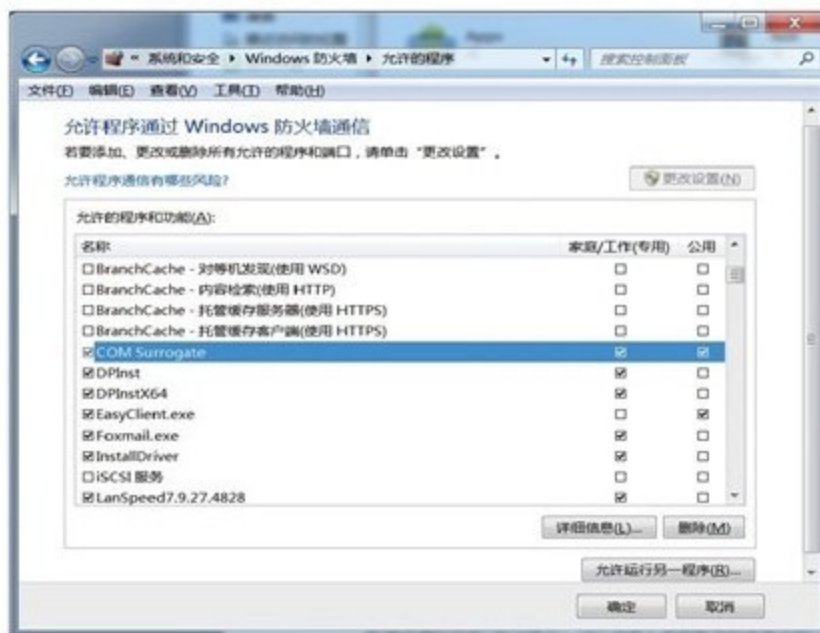 « 系统和安全 ▸ Windows 防火墙 ▸ 允许的程序
搜索控制面板
文件(F) 编辑(E) 查看(V) 工具(T) 帮助(H)
允许程序通过 Windows 防火墙通信
若要添加、更改或删除所有允许的程序和端口，请单击“更改设置”。
允许程序通信有哪些风险?
更改设置(N)
允许的程序和功能(A):
名称 家庭/工作(专用) 公用
BranchCache - 对等机发现(使用 WSD)
BranchCache - 内容检索(使用 HTTP)
BranchCache - 托管缓存服务器(使用 HTTPS)
BranchCache - 托管缓存客户端(使用 HTTPS)
COM Surrogate
DPInst
DPInstX64
EasyClient.exe
Foxmail.exe
InstallDriver
iSCSI 服务
LanSpeed7.9.27.4828
详细信息(L)... 删除(M)
允许运行另一程序(R)...
确定 取消